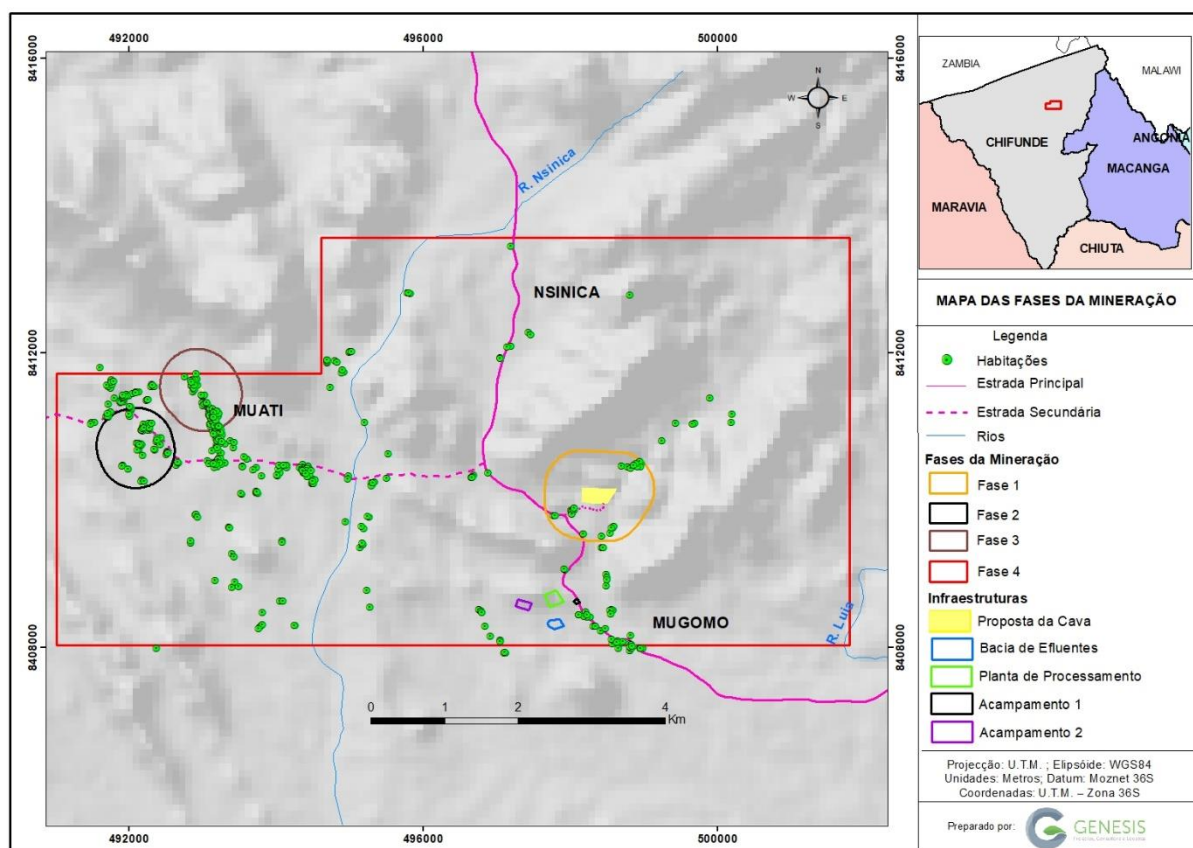 492000
496000
500000
8416000
8416000
N
W
E
S
R. Nsinica
NSINICA
8412000
8412000
MUATI
MUGOMO
R. Luis
8408000
8408000
0
1
2
4
Km
492000
496000
500000
ZAMBIA
MALAWI
CHIFUNDE
ANGONIA
MACANGA
MARAVIA
CHIUTA
MAPA DAS FASES DA MINERAÇÃO
Legenda
Habitações
Estrada Principal
Estrada Secundária
Rios
Fases da Mineração
Fase 1
Fase 2
Fase 3
Fase 4
Infraestruturas
Proposta da Cava
Bacia de Efluentes
Planta de Processamento
Acampamento 1
Acampamento 2
Projecção: U.T.M. ; Elipsóide: WGS84
Unidades: Metros; Datum: Moznet 36S
Coordenadas: U.T.M. – Zona 36S
Preparado por:
GENESIS